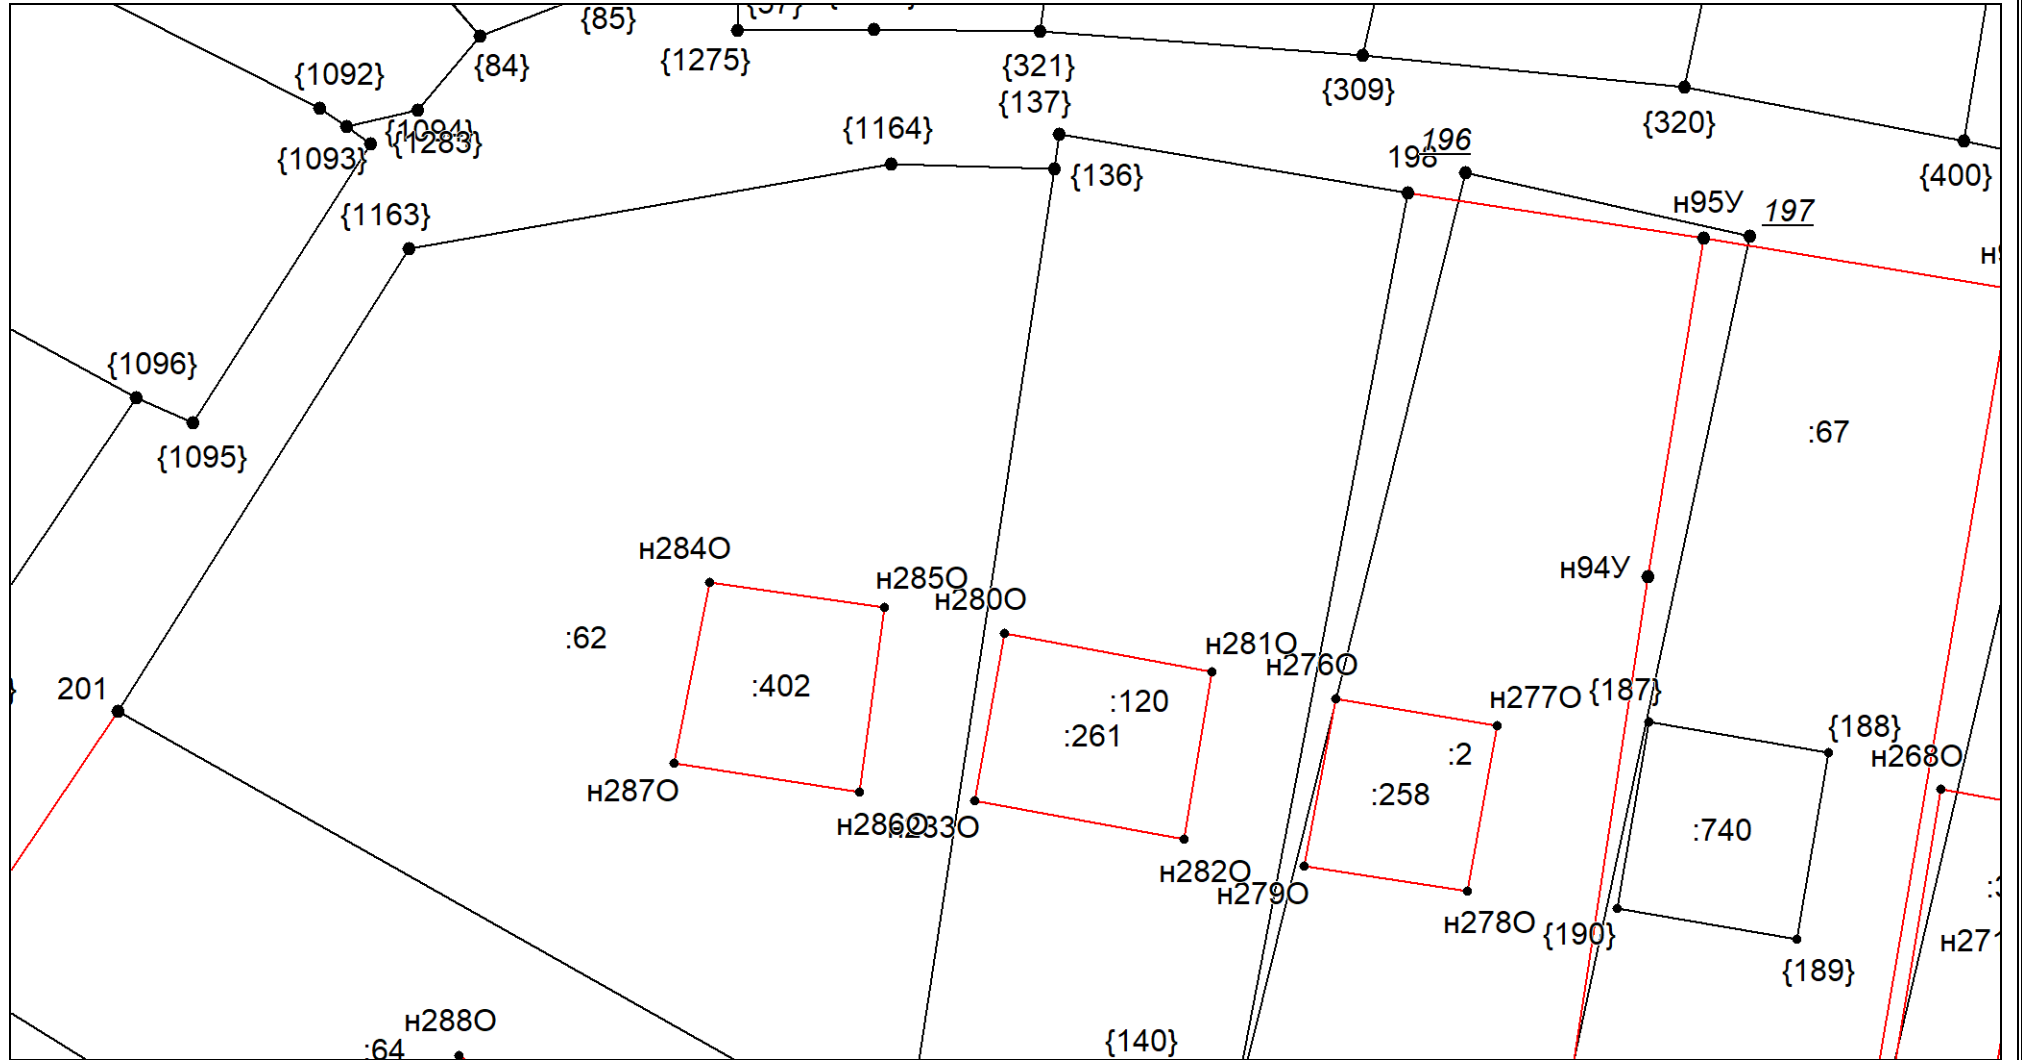 {85}
{84}
{1275}
{321}
{1092}
{137}
{309}
{320}
{1094}
{1283}
{1093}
{1164}
{136}
196
{400}
{1163}
н95У
197
{1096}
:67
{1095}
н284О
н285О
н280О
н94У
:62
н281О
н276О
201
:402
:120
н277О
{187}
:261
:2
{188}
н268О
н287О
:258
н286О
н233О
:740
н282О
н279О
н278О
{190}
{189}
н288О
:64
{140}